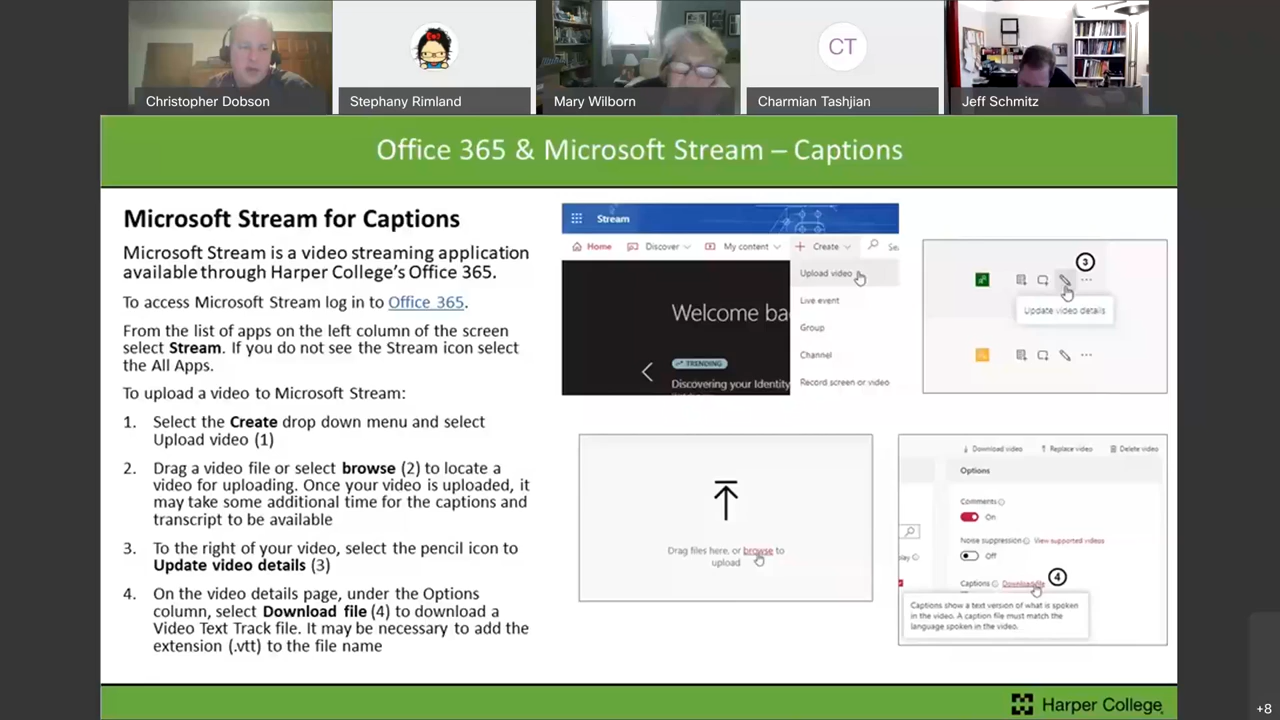 CT
Christopher Dobson
Stephany Rimland
Mary Wilborn
Charmian Tashjian
Jeff Schmitz
Office 365 & Microsoft Stream – Captions
Microsoft Stream for Captions
Microsoft Stream is a video streaming application
available through Harper College's Office 365.
To access Microsoft Stream log in to Office 365.
From the list of apps on the left column of the screen
select Stream. If you do not see the Stream icon select
the All Apps.
To upload a video to Microsoft Stream:
1. Select the Create drop down menu and select
Upload video (1)
2. Drag a video file or select browse (2) to locate a
video for uploading. Once your video is uploaded, it
may take some additional time for the captions and
transcript to be available
3. To the right of your video, select the pencil icon to
Update video details (3)
4. On the video details page, under the Options
column, select Download file (4) to download a
Video Text Track file. It may be necessary to add the
extension (.vtt) to the file name
Stream
Home Discover My content + Create Se
Upload video
Live event
Group
Channel
Record screen or video
Welcome ba
TRENDING
Discovering your Identity
3
Update video details
Drag files here, or browse to
upload
Download video Replace video Delete video
Options
Comments
On
Noise suppression View supported videos
Off
Captions Download file
4
Captions show a text version of what is spoken
in the video. A caption file must match the
language spoken in the video.
Harper College
+8